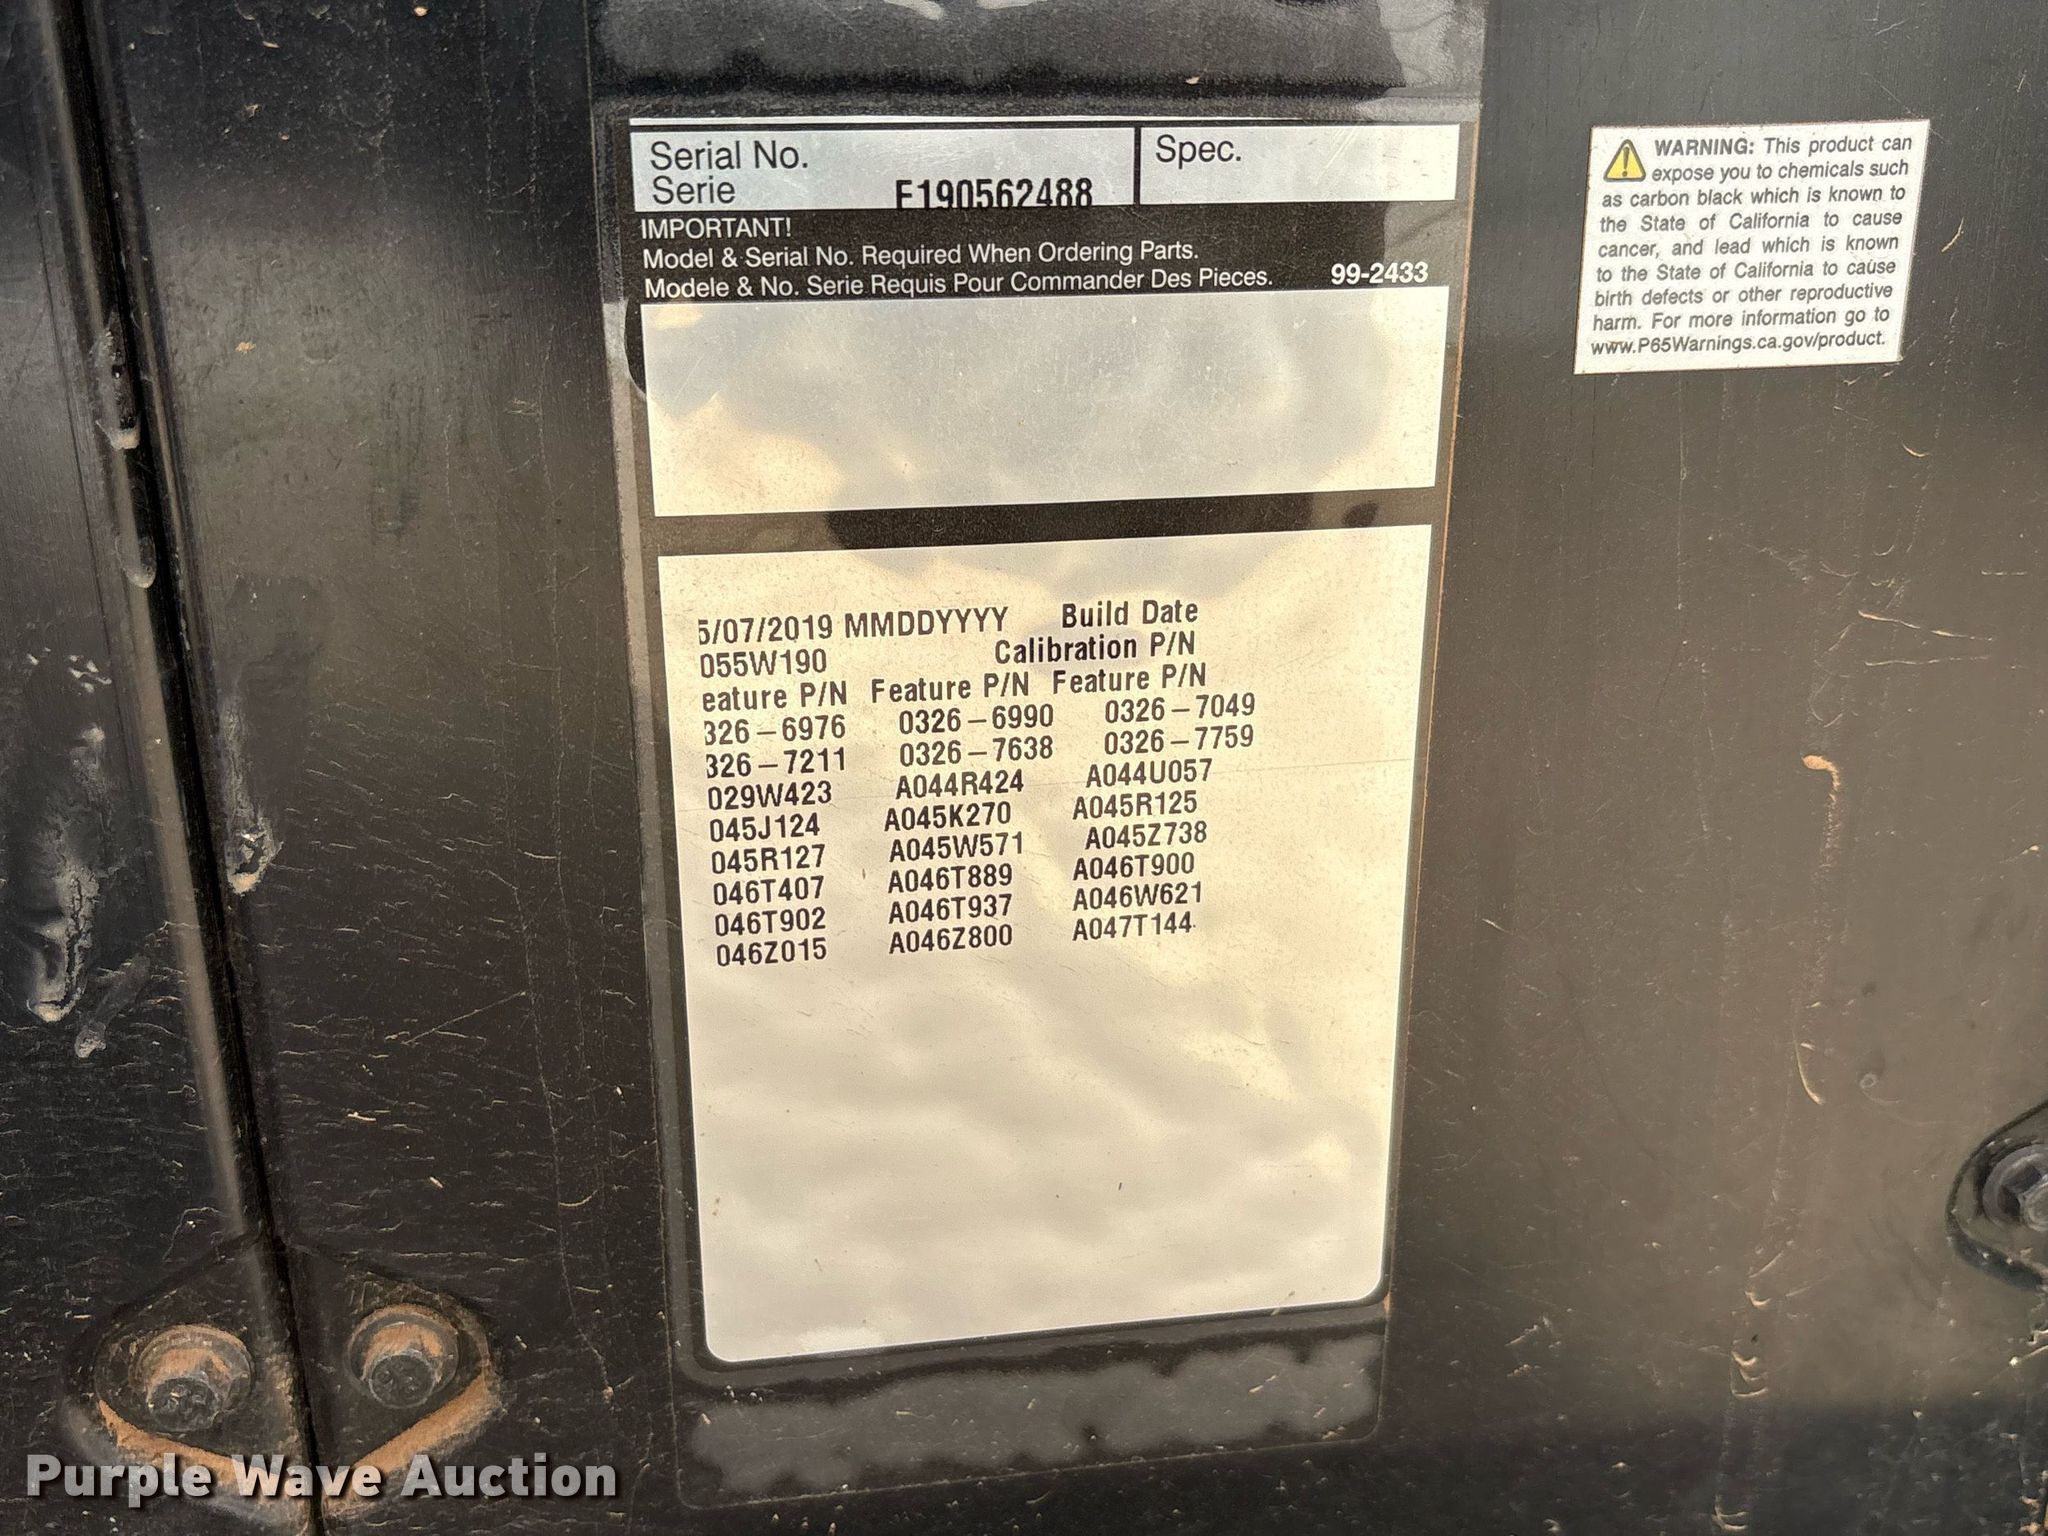 Serial No.
Serie
E190562488
Spec.
IMPORTANT!
Model & Serial No. Required When Ordering Parts.
Modele & No. Serie Requis Pour Commander Des Pieces.
99-2433
5/07/2019 MMDDYYYY Build Date
055W190 Calibration P/N
eature P/N Feature P/N Feature P/N
326-6976 0326-6990 0326-7049
326-7211 0326-7638 0326-7759
029W423 A044R424 A044U057
045J124 A045K270 A045R125
045R127 A045W571 A045Z738
046T407 A046T889 A046T900
046T902 A046T937 A046W621
046Z015 A046Z800 A047T144
WARNING: This product can
expose you to chemicals such
as carbon black which is known to
the State of California to cause
cancer, and lead which is known
to the State of California to cause
birth defects or other reproductive
harm. For more information go to
www.P65Warnings.ca.gov/product.
Purple Wave Auction